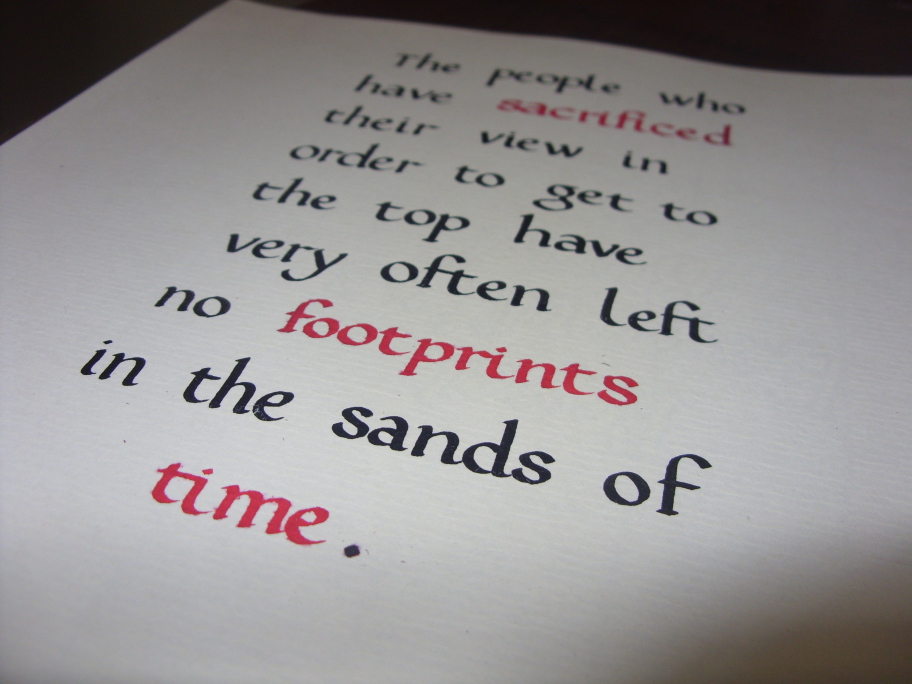 The people who
have sacrificed
their view in
order to get to
the top have
very often left
no footprints
in the sands of
time.